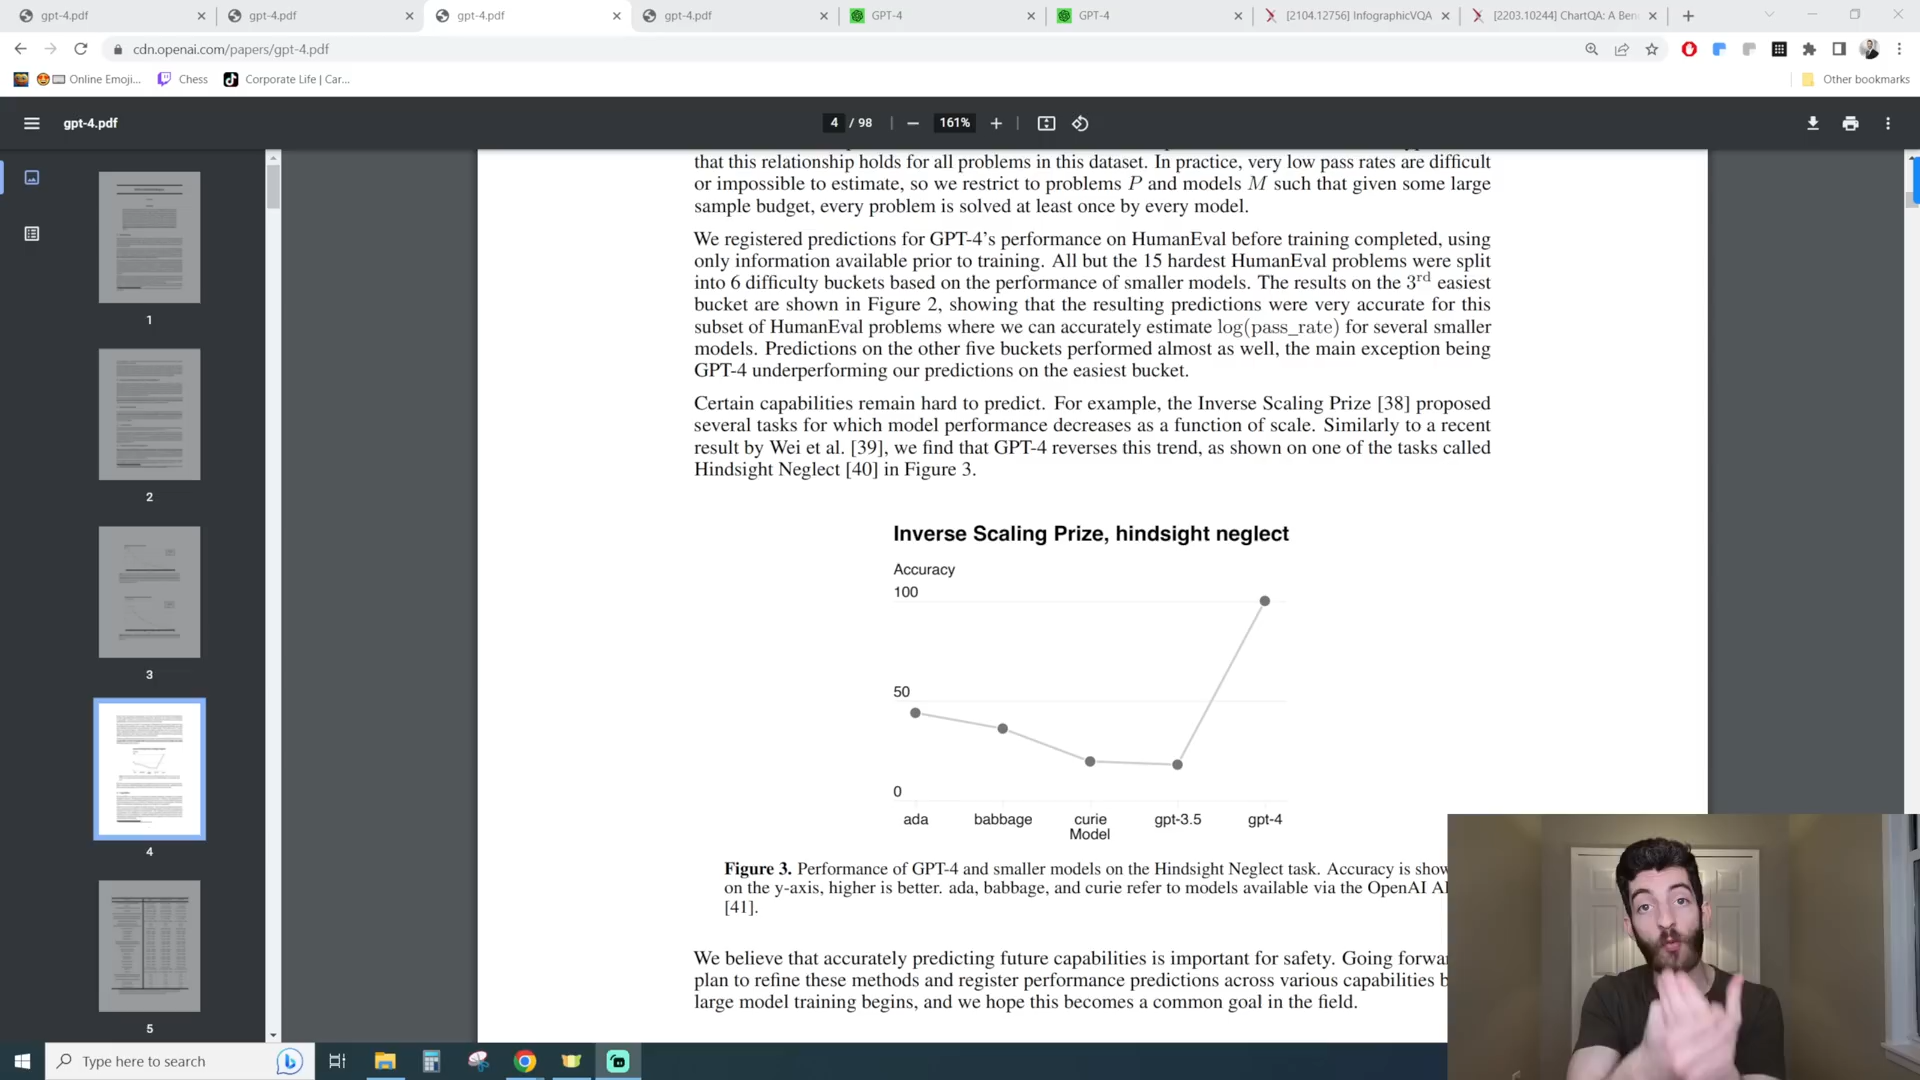 gpt-4.pdf
gpt-4.pdf
gpt-4.pdf
gpt-4.pdf
GPT-4
GPT-4
[2104.12756] InfographicVQA
[2203.10244] ChartQA: A Ben
cdn.openai.com/papers/gpt-4.pdf
Online Emoji...
Chess
Corporate Life | Car...
Other bookmarks
gpt-4.pdf
4 / 98
161%
1
2
3
4
5
that this relationship holds for all problems in this dataset. In practice, very low pass rates are difficult
or impossible to estimate, so we restrict to problems P and models M such that given some large
sample budget, every problem is solved at least once by every model.
We registered predictions for GPT-4's performance on HumanEval before training completed, using
only information available prior to training. All but the 15 hardest HumanEval problems were split
into 6 difficulty buckets based on the performance of smaller models. The results on the 3rd easiest
bucket are shown in Figure 2, showing that the resulting predictions were very accurate for this
subset of HumanEval problems where we can accurately estimate log(pass_rate) for several smaller
models. Predictions on the other five buckets performed almost as well, the main exception being
GPT-4 underperforming our predictions on the easiest bucket.
Certain capabilities remain hard to predict. For example, the Inverse Scaling Prize [38] proposed
several tasks for which model performance decreases as a function of scale. Similarly to a recent
result by Wei et al. [39], we find that GPT-4 reverses this trend, as shown on one of the tasks called
Hindsight Neglect [40] in Figure 3.
Inverse Scaling Prize, hindsight neglect
Accuracy
100
50
0
ada babbage curie gpt-3.5 gpt-4
Model
Figure 3. Performance of GPT-4 and smaller models on the Hindsight Neglect task. Accuracy is show
on the y-axis, higher is better. ada, babbage, and curie refer to models available via the OpenAI A
[41].
We believe that accurately predicting future capabilities is important for safety. Going forwa
plan to refine these methods and register performance predictions across various capabilities b
large model training begins, and we hope this becomes a common goal in the field.
Type here to search